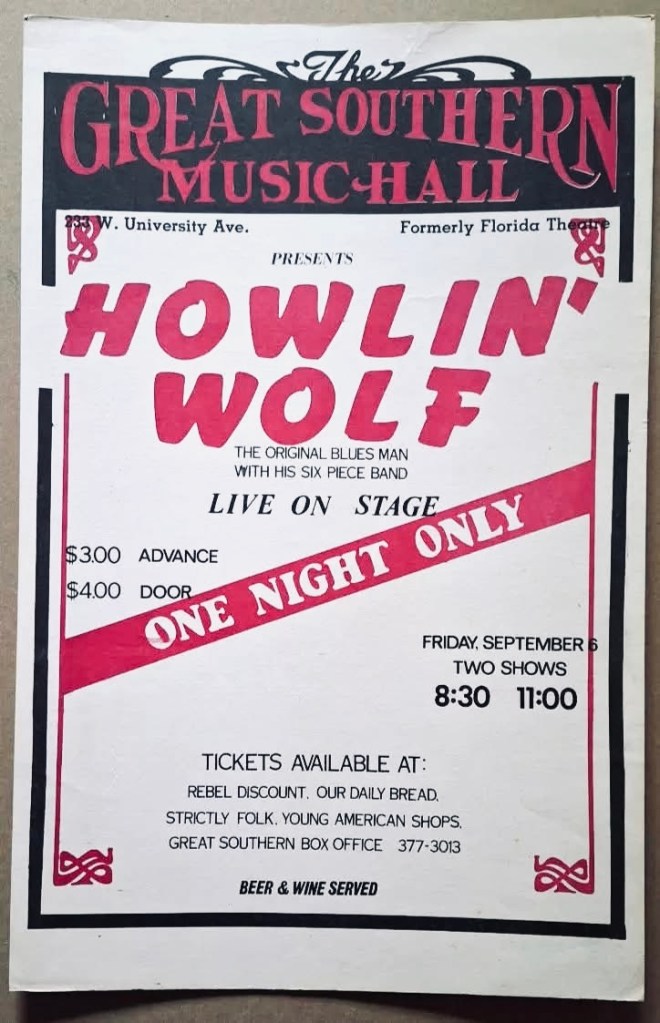 The
GREAT SOUTHERN
MUSIC HALL
233 W. University Ave. Formerly Florida Theatre
PRESENTS
HOWLIN'
WOLF
THE ORIGINAL BLUES MAN
WITH HIS SIX PIECE BAND
LIVE ON STAGE
$3.00 ADVANCE
$4.00 DOOR
ONE NIGHT ONLY
FRIDAY, SEPTEMBER 6
TWO SHOWS
8:30 11:00
TICKETS AVAILABLE AT:
REBEL DISCOUNT, OUR DAILY BREAD,
STRICTLY FOLK, YOUNG AMERICAN SHOPS,
GREAT SOUTHERN BOX OFFICE 377-3013
BEER & WINE SERVED